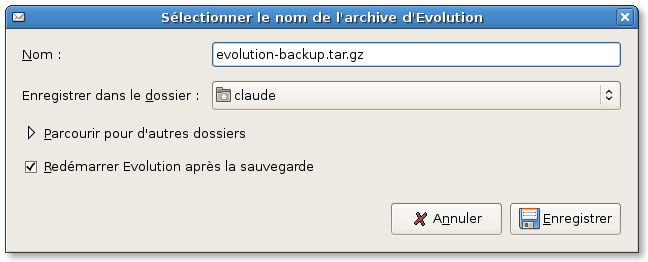 Sélectionner le nom de l'archive d'Evolution
Nom : evolution-backup.tar.gz
Enregistrer dans le dossier : claude
Parcourir pour d'autres dossiers
Redémarrer Evolution après la sauvegarde
Annuler Enregistrer